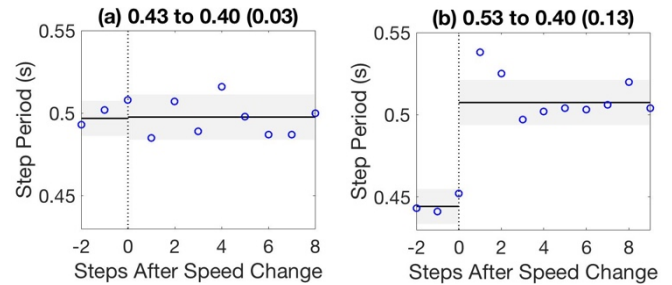 (a) 0.43 to 0.40 (0.03)
0.55
0.5
0.45
Step Period (s)
-2 0 2 4 6 8
Steps After Speed Change
(b) 0.53 to 0.40 (0.13)
0.55
0.5
0.45
Step Period (s)
-2 0 2 4 6 8
Steps After Speed Change